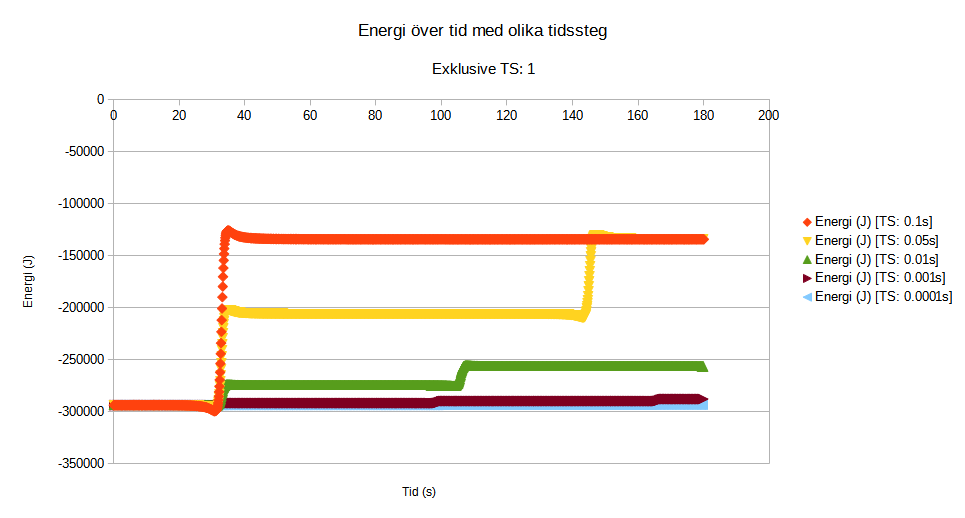 Energi över tid med olika tidssteg
Exklusive TS: 1
0
0 20 40 60 80 100 120 140 160 180 200
-50000
-100000
-150000
-200000
-250000
-300000
-350000
Energi (J)
Tid (s)
Energi (J) [TS: 0.1s]
Energi (J) [TS: 0.05s]
Energi (J) [TS: 0.01s]
Energi (J) [TS: 0.001s]
Energi (J) [TS: 0.0001s]